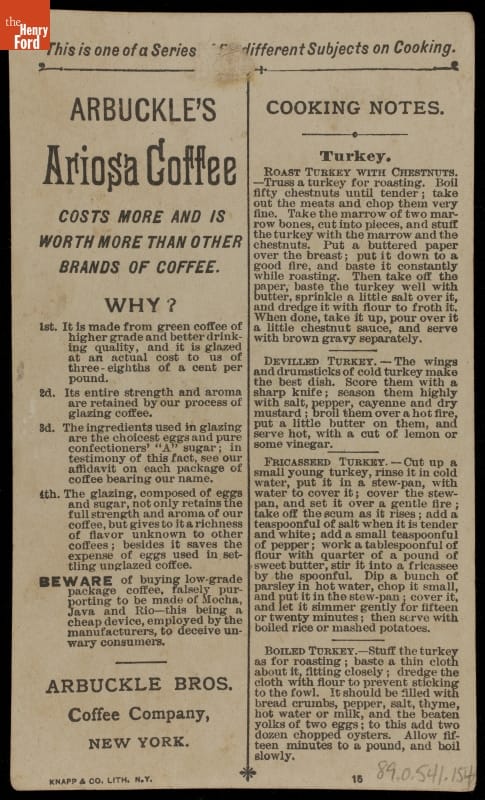 the
Henry
Ford
This is one of a Series different Subjects on Cooking.
ARBUCKLE'S
Ariosa Coffee
COSTS MORE AND IS
WORTH MORE THAN OTHER
BRANDS OF COFFEE.
WHY?
1st. It is made from green coffee of
higher grade and better drink-
ing quality, and it is glazed
at an actual cost to us of
three-eighths of a cent per
pound.
2d. Its entire strength and aroma
are retained by our process of
glazing coffee.
3d. The ingredients used in glazing
are the choicest eggs and pure
confectioners' "A" sugar; in
testimony of this fact, see our
affidavit on each package of
coffee bearing our name.
4th. The glazing, composed of eggs
and sugar, not only retains the
full strength and aroma of our
coffee, but gives to it a richness
of flavor unknown to other
coffees; besides it saves the
expense of eggs used in set-
tling unglazed coffee.
BEWARE of buying low-grade
package coffee, falsely pur-
porting to be made of Mocha,
Java and Rio—this being a
cheap device, employed by the
manufacturers, to deceive un-
wary consumers.
ARBUCKLE BROS.
Coffee Company,
NEW YORK.
KNAPP & CO. LITH. N.Y.
COOKING NOTES.
Turkey.
ROAST TURKEY WITH CHESTNUTS.
—Truss a turkey for roasting. Boil
fifty chestnuts until tender; take
out the meats and chop them very
fine. Take the marrow of two mar-
row bones, cut into pieces, and stuff
the turkey with the marrow and the
chestnuts. Put a buttered paper
over the breast; put it down to a
good fire, and baste it constantly
while roasting. Then take off the
paper, baste the turkey well with
butter, sprinkle a little salt over it,
and dredge it with flour to froth it.
When done, take it up, pour over it
a little chestnut sauce, and serve
with brown gravy separately.
DEVILLED TURKEY.—The wings
and drumsticks of cold turkey make
the best dish. Score them with a
sharp knife; season them highly
with salt, pepper, cayenne and dry
mustard; broil them over a hot fire,
put a little butter on them, and
serve hot, with a cut of lemon or
some vinegar.
FRICASSEED TURKEY.—Cut up a
small young turkey, rinse it in cold
water, put it in a stew-pan, with
water to cover it; cover the stew-
pan, and set it over a gentle fire;
take off the scum as it rises; add a
teaspoonful of salt when it is tender
and white; add a small teaspoonful
of pepper; work a tablespoonful of
flour with quarter of a pound of
sweet butter, stir it into a fricassee
by the spoonful. Dip a bunch of
parsley in hot water, chop it small,
and put it in the stew-pan; cover it,
and let it simmer gently for fifteen
or twenty minutes; then serve with
boiled rice or mashed potatoes.
BOILED TURKEY.—Stuff the turkey
as for roasting; baste a thin cloth
about it, fitting closely; dredge the
cloth with flour to prevent sticking
to the fowl. It should be filled with
bread crumbs, pepper, salt, thyme,
hot water or milk, and the beaten
yolks of two eggs; to this add two
dozen chopped oysters. Allow fif-
teen minutes to a pound, and boil
slowly.
15
89.0.541.154